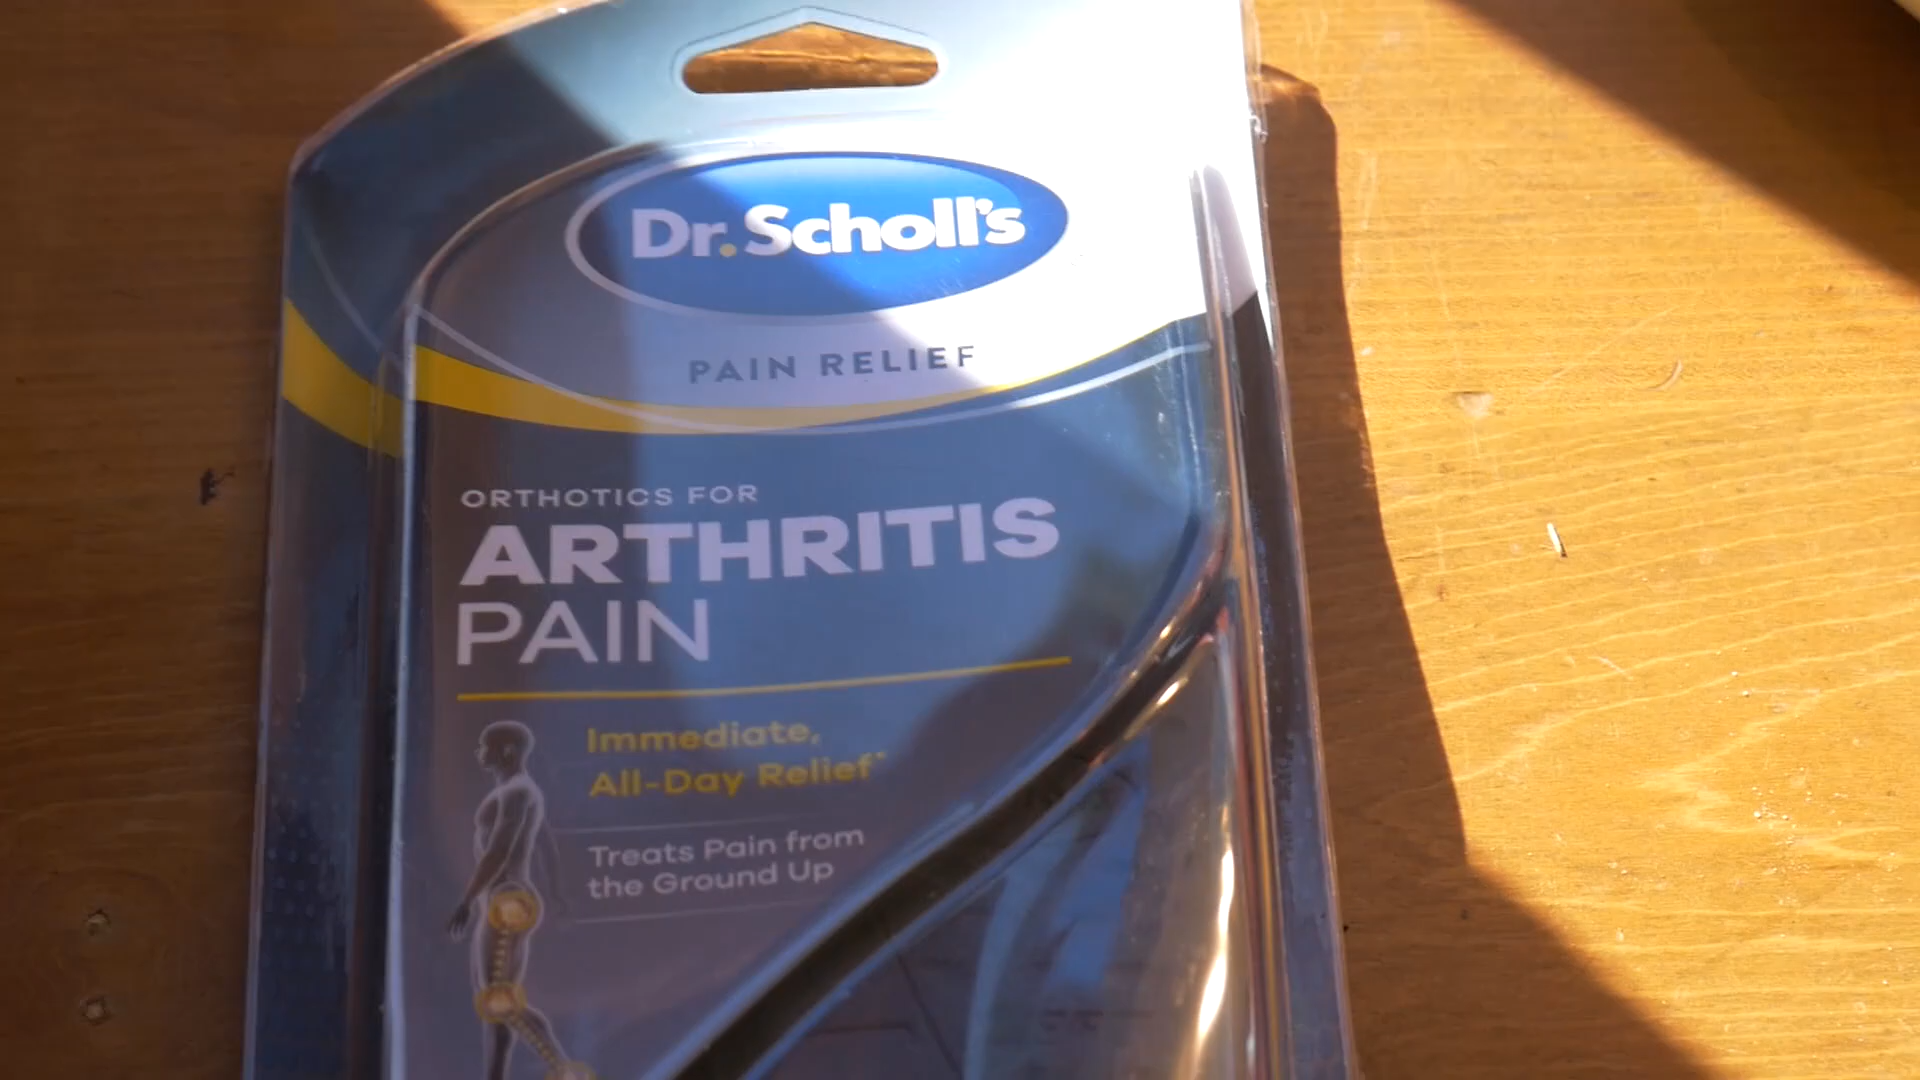 Dr. Scholl's
PAIN RELIEF
ORTHOTICS FOR
ARTHRITIS
PAIN
Immediate,
All-Day Relief*
Treats Pain from
the Ground Up